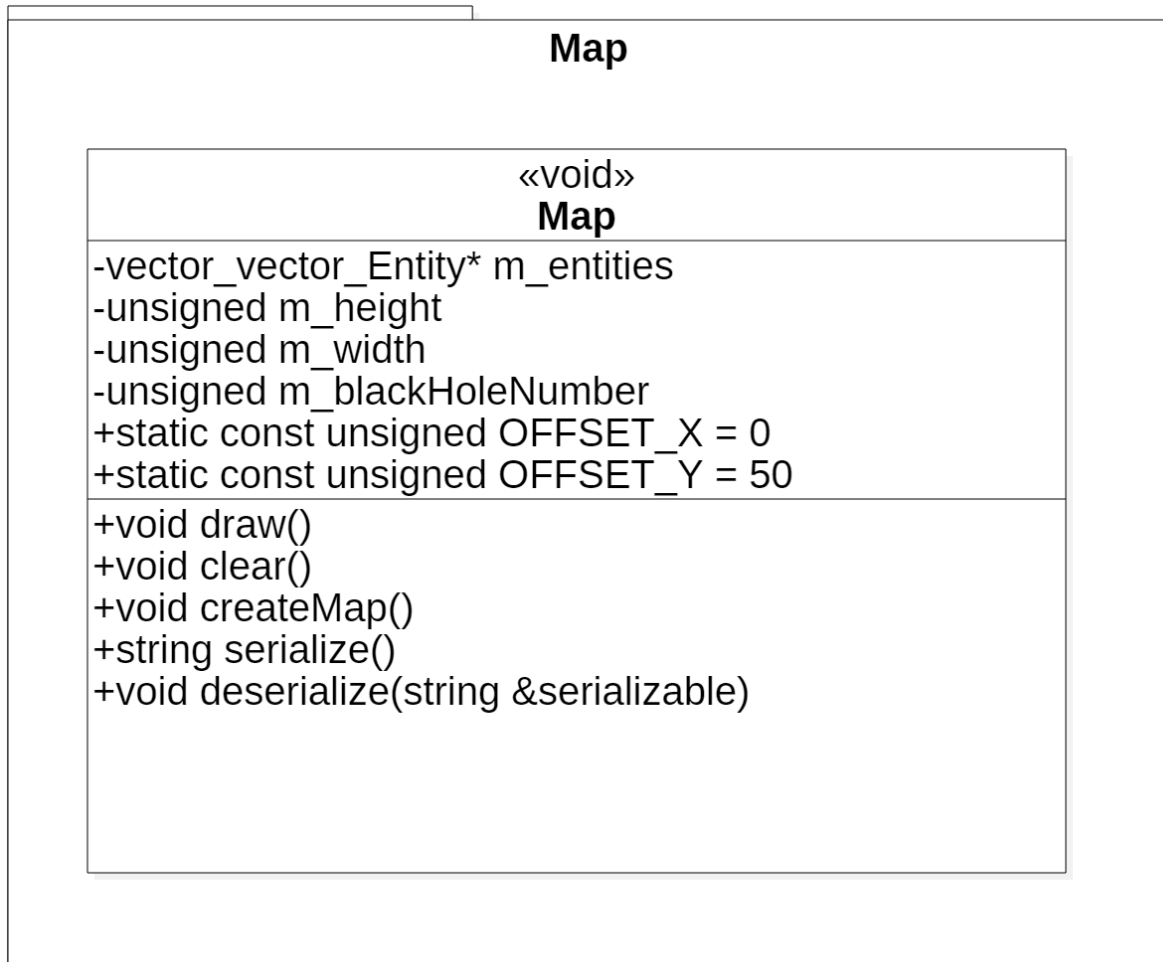 Map
«void»
Map
-vector_vector_Entity* m_entities
-unsigned m_height
-unsigned m_width
-unsigned m_blackHoleNumber
+static const unsigned OFFSET_X = 0
+static const unsigned OFFSET_Y = 50
+void draw()
+void clear()
+void createMap()
+string serialize()
+void deserialize(string &serializable)